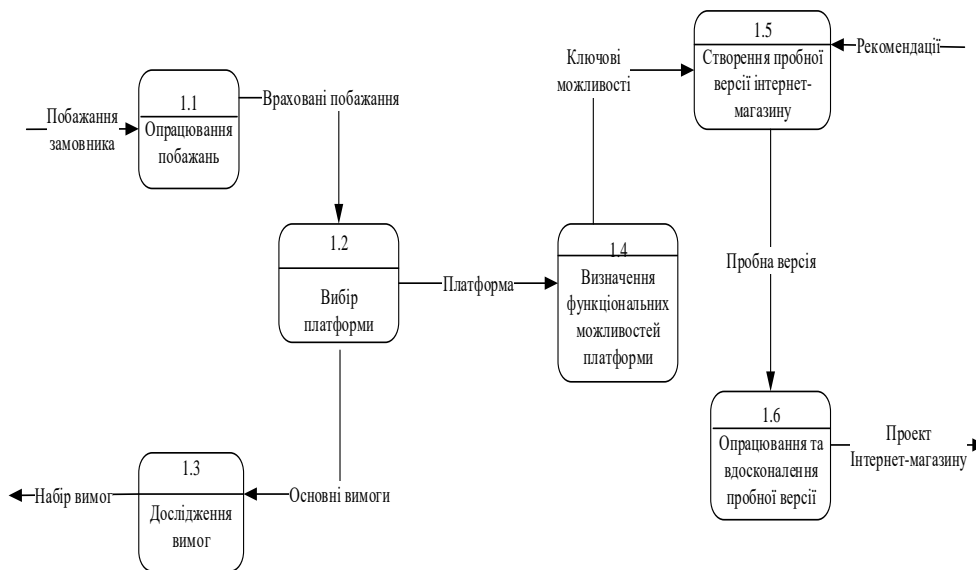 Побажання
замовника
1.1
Опрацювання
побажань
Враховані побажання
1.2
Вибір
платформи
Платформа
1.4
Визначення
функціональних
можливостей
платформи
Ключові
можливості
1.5
Створення пробної
версії інтернет-
магазину
Рекомендації
Пробна версія
1.6
Опрацювання та
вдосконалення
пробної версії
Проект
Інтернет-магазину
Основні вимоги
1.3
Дослідження
вимог
Набір вимог